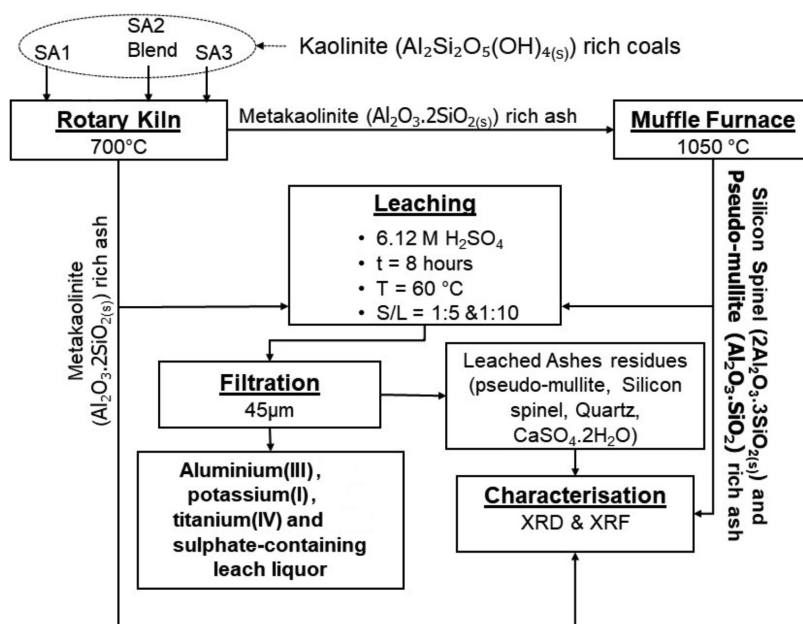 SA1
SA2
Blend
SA3
Kaolinite (Al₂Si₂O₅(OH)₄₍ₛ₎) rich coals
Rotary Kiln
700°C
Metakaolinite (Al₂O₃.2SiO₂₍ₛ₎) rich ash
Muffle Furnace
1050 °C
Leaching
• 6.12 M H₂SO₄
• t = 8 hours
• T = 60 °C
• S/L = 1:5 &1:10
Metakaolinite
(Al₂O₃.2SiO₂₍ₛ₎) rich ash
Silicon Spinel (2Al₂O₃.3SiO₂₍ₛ₎) and
Pseudo-mullite (Al₂O₃.SiO₂) rich ash
Filtration
45µm
Leached Ashes residues
(pseudo-mullite, Silicon
spinel, Quartz,
CaSO₄.2H₂O)
Aluminium(III),
potassium(I),
titanium(IV) and
sulphate-containing
leach liquor
Characterisation
XRD & XRF